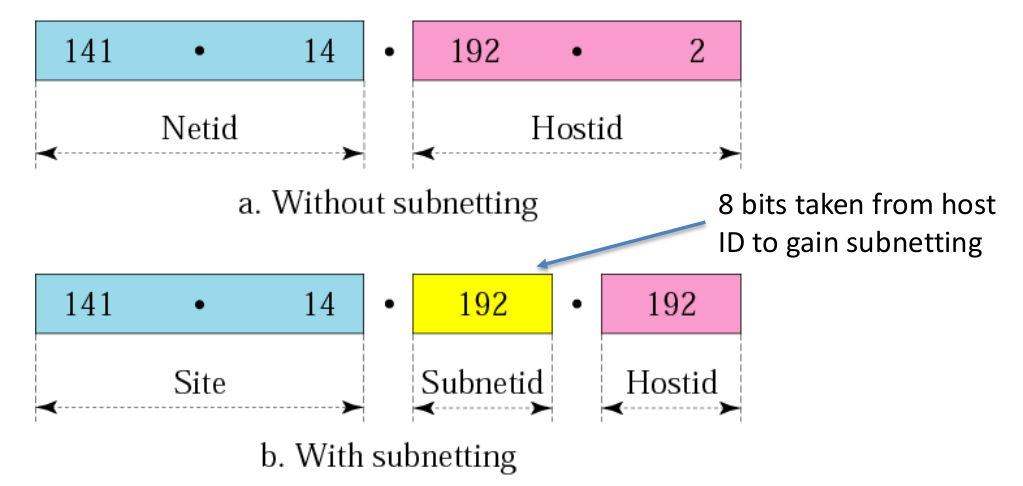 141 • 14 • 192 • 2
Netid Hostid
a. Without subnetting
8 bits taken from host
ID to gain subnetting
141 • 14 • 192 • 192
Site Subnetid Hostid
b. With subnetting